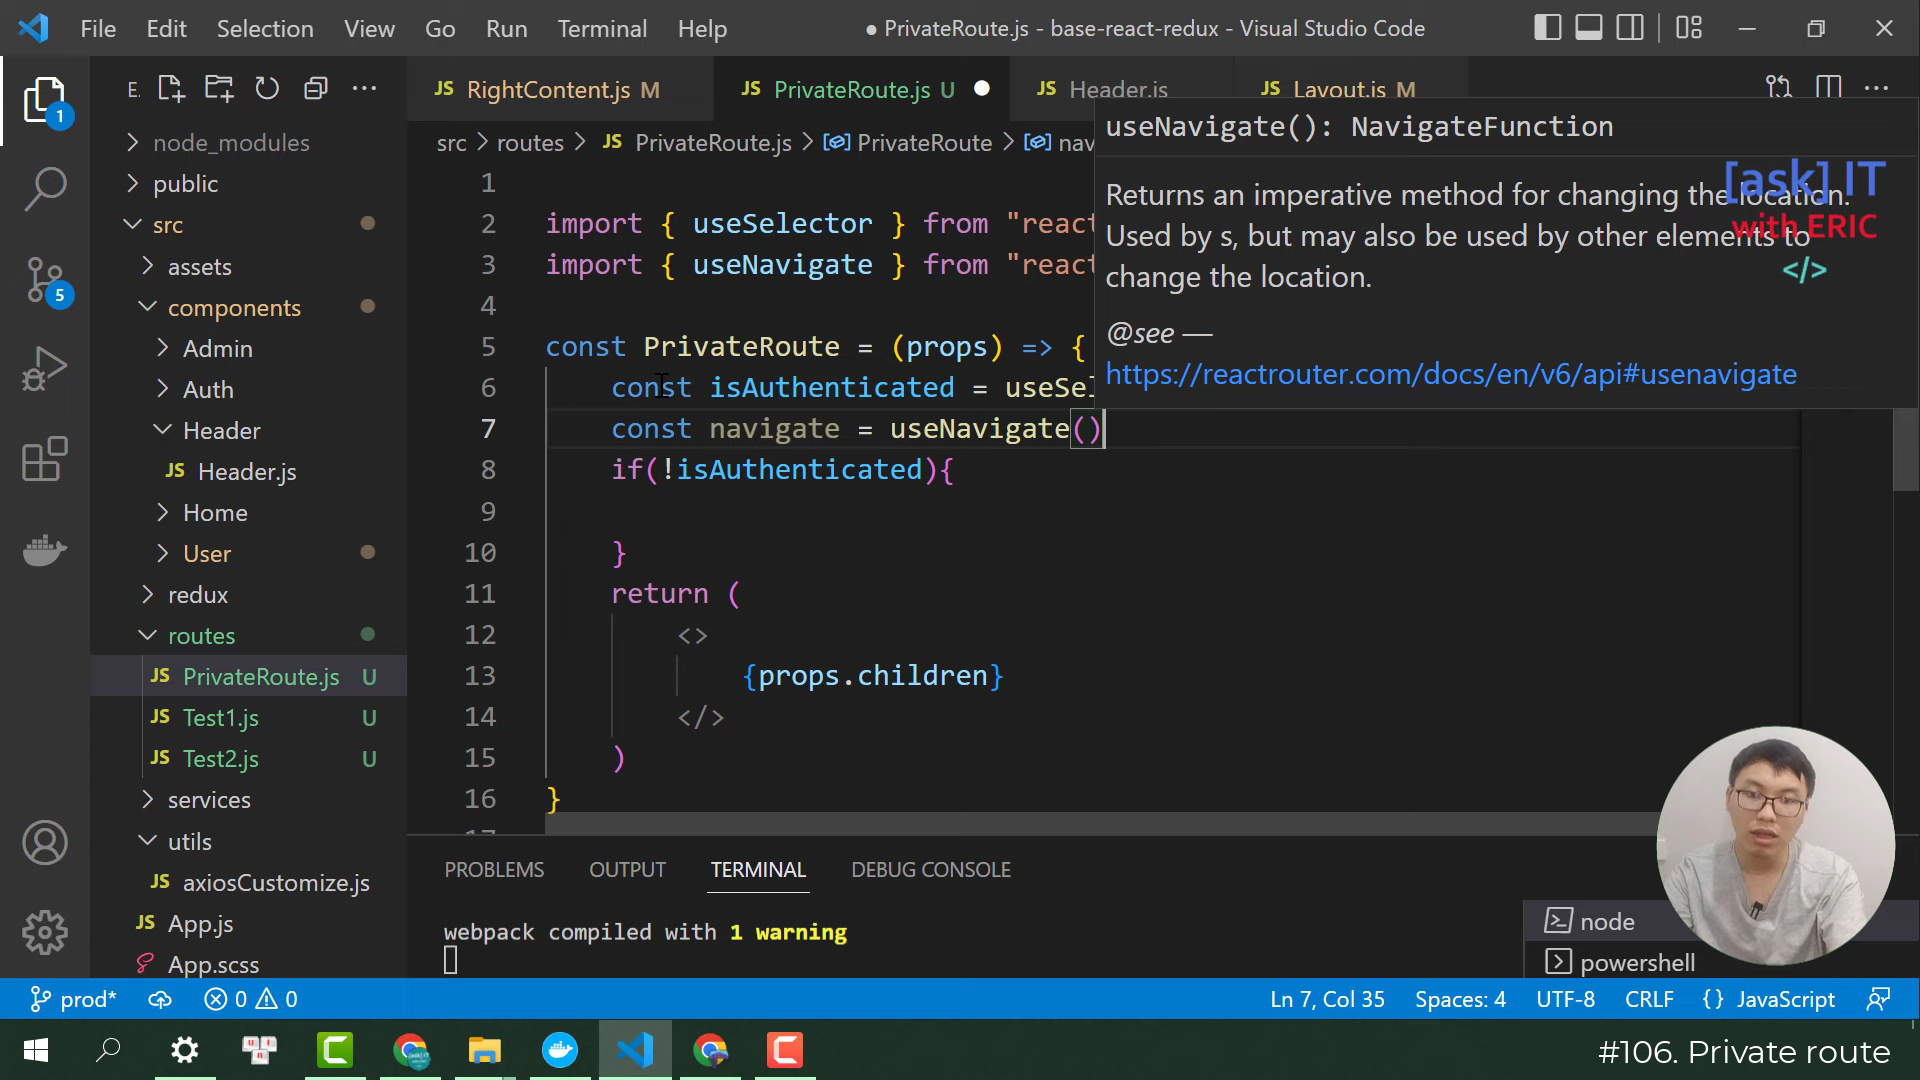 File Edit Selection View Go Run Terminal Help
● PrivateRoute.js - base-react-redux - Visual Studio Code
E.
node_modules
public
src
assets
components
Admin
Auth
Header
JS Header.js
Home
User
redux
routes
JS PrivateRoute.js U
JS Test1.js U
JS Test2.js U
services
utils
JS axiosCustomize.js
JS App.js
App.scss
1
5
JS RightContent.js M
JS PrivateRoute.js U
JS Header.js
JS Layout.js M
src > routes > JS PrivateRoute.js > PrivateRoute > nav
1
2 import { useSelector } from "react
3 import { useNavigate } from "react
4
5 const PrivateRoute = (props) => {
6 const isAuthenticated = useSel
7 const navigate = useNavigate()
8 if(!isAuthenticated){
9
10 }
11 return (
12 <>
13 {props.children}
14 </>
15 )
16 }
17
useNavigate(): NavigateFunction
Returns an imperative method for changing the location.
Used by s, but may also be used by other elements to
change the location.
@see —
https://reactrouter.com/docs/en/v6/api#usenavigate
[ask] IT
with ERIC
</>
PROBLEMS OUTPUT TERMINAL DEBUG CONSOLE
webpack compiled with 1 warning
node
powershell
prod* 0 0
Ln 7, Col 35 Spaces: 4 UTF-8 CRLF {} JavaScript
#106. Private route